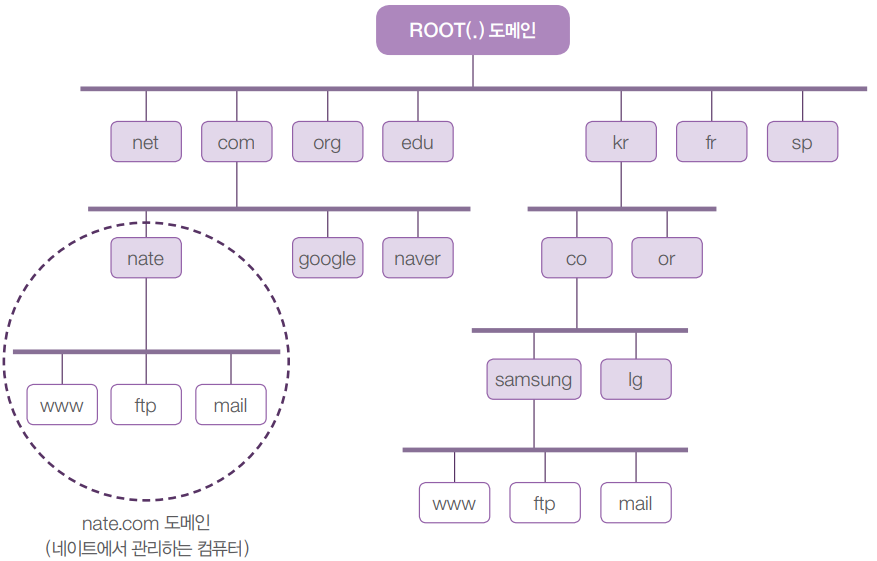 ROOT(.) 도메인
net
com
org
edu
kr
fr
sp
nate
google
naver
co
or
samsung
lg
www
ftp
mail
www
ftp
mail
nate.com 도메인
(네이트에서 관리하는 컴퓨터)